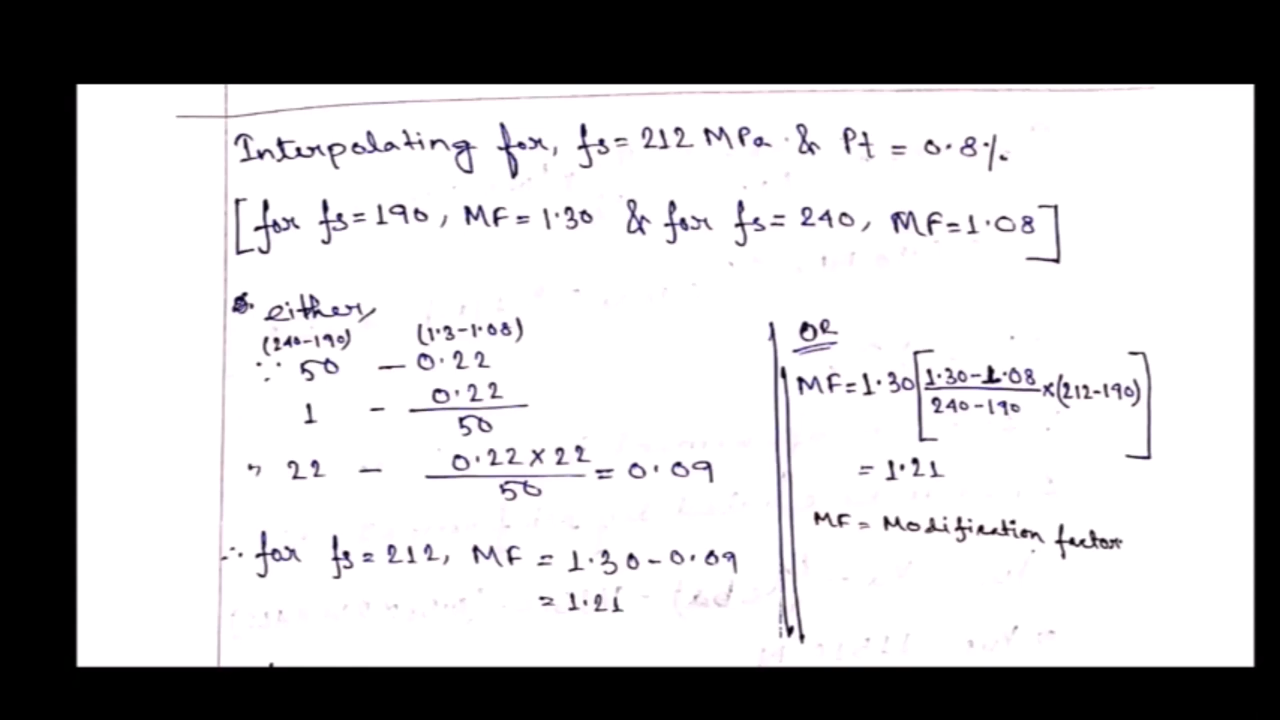 Interpolating for, fs = 212 MPa & Pt = 0.8%
[for fs = 190, MF = 1.30 & for fs = 240, MF = 1.08]
either,
(240-190) (1.3-1.08)
∵ 50 — 0.22
1 - 0.22/50
,, 22 — 0.22 x 22/50 = 0.09
∴ for fs = 212, MF = 1.30 - 0.09
= 1.21
OR
MF = 1.30 [1.30-1.08/240-190 x (212-190)]
= 1.21
MF = Modification factor